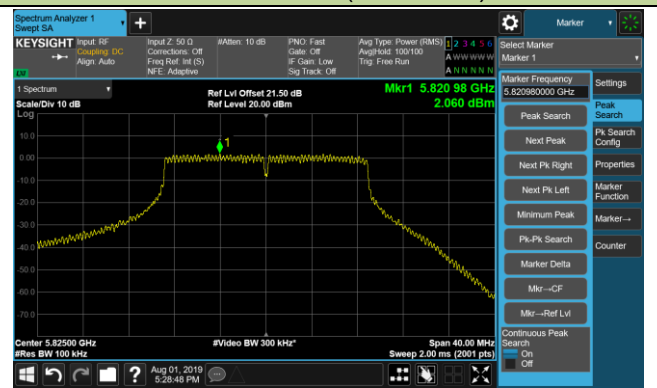 Spectrum Analyzer 1
Swept SA
Marker
KEYSIGHT
Input: RF
Coupling: DC
Align: Auto
Input Z: 50 Ω
Corrections: Off
Freq Ref: Int (S)
NFE: Adaptive
#Atten: 10 dB
PNO: Fast
Gate: Off
IF Gain: Low
Sig Track: Off
Avg Type: Power (RMS)
Avg|Hold: 100/100
Trig: Free Run
1 2 3 4 5 6
A W W W W W
A N N N N N
LXI
Select Marker
Marker 1
1 Spectrum
Scale/Div 10 dB
Log
Ref Lvl Offset 21.50 dB
Ref Level 20.00 dBm
Mkr1 5.820 98 GHz
2.060 dBm
Marker Frequency
5.820980000 GHz
Peak Search
Next Peak
Next Pk Right
Next Pk Left
Minimum Peak
Pk-Pk Search
Marker Delta
Mkr→CF
Mkr→Ref Lvl
Continuous Peak
Search
On
Off
Settings
Peak
Search
Pk Search
Config
Properties
Marker
Function
Marker→
Counter
10.0
0.00
-10.0
-20.0
-30.0
-40.0
-50.0
-60.0
-70.0
1
Center 5.82500 GHz
#Res BW 100 kHz
#Video BW 300 kHz*
Span 40.00 MHz
Sweep 2.00 ms (2001 pts)
Aug 01, 2019
5:28:48 PM